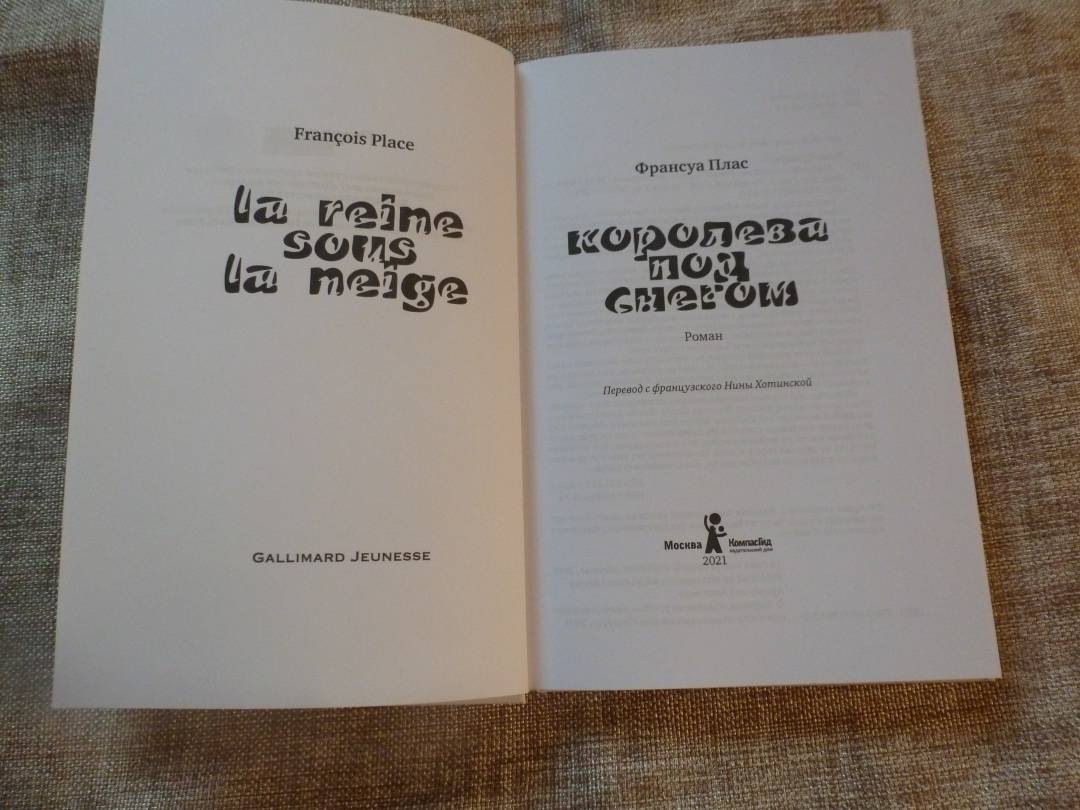 François Place
la reine
sous
la neige
GALLIMARD JEUNESSE
Франсуа Плас
королева
под
снегом
Роман
Перевод с французского Нины Хотинской
Москва КомпасГид
издательский дом
2021